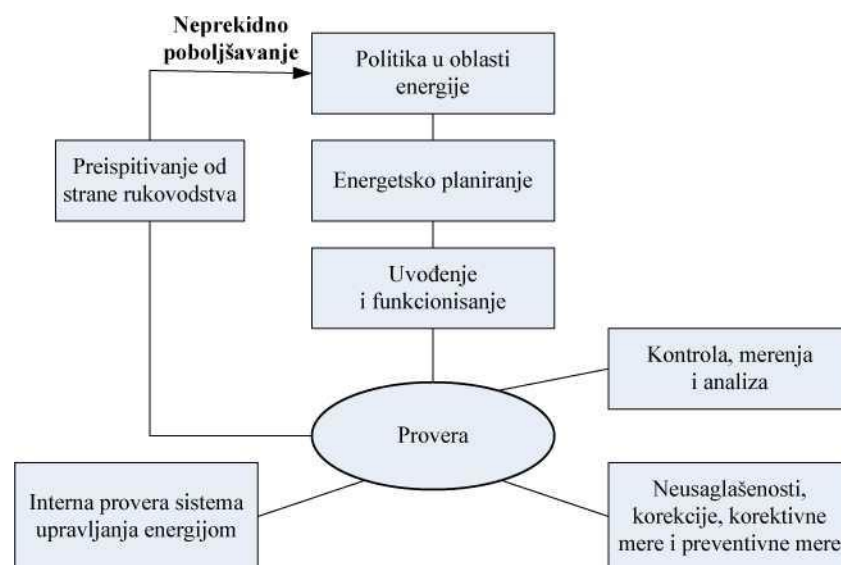 Neprekidno
poboljšavanje
Politika u oblasti
energije
Preispitivanje od
strane rukovodstva
Energetsko planiranje
Uvođenje
i funkcionisanje
Kontrola, merenja
i analiza
Provera
Interna provera sistema
upravljanja energijom
Neusaglašenosti,
korekcije, korektivne
mere i preventivne mere